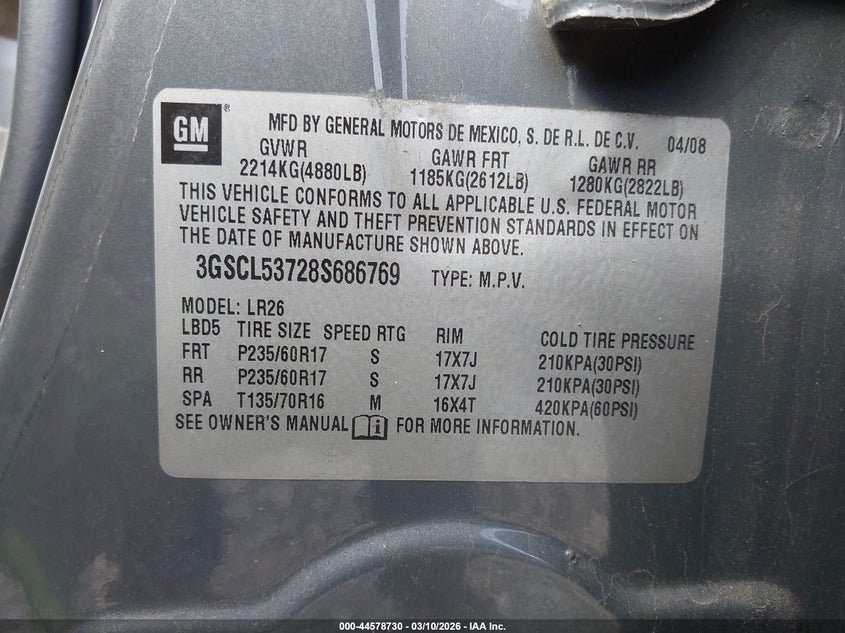 GM ®
MFD BY GENERAL MOTORS DE MEXICO, S. DE R.L. DE C.V. 04/08
GVWR GAWR FRT GAWR RR
2214KG(4880LB) 1185KG(2612LB) 1280KG(2822LB)
THIS VEHICLE CONFORMS TO ALL APPLICABLE U.S. FEDERAL MOTOR
VEHICLE SAFETY AND THEFT PREVENTION STANDARDS IN EFFECT ON
THE DATE OF MANUFACTURE SHOWN ABOVE.
3GSCL53728S686769 TYPE: M.P.V.
MODEL: LR26
LBD5 TIRE SIZE SPEED RTG RIM COLD TIRE PRESSURE
FRT P235/60R17 S 17X7J 210KPA(30PSI)
RR P235/60R17 S 17X7J 210KPA(30PSI)
SPA T135/70R16 M 16X4T 420KPA(60PSI)
SEE OWNER'S MANUAL FOR MORE INFORMATION.
000-44578730 - 03/10/2026 - IAA Inc.